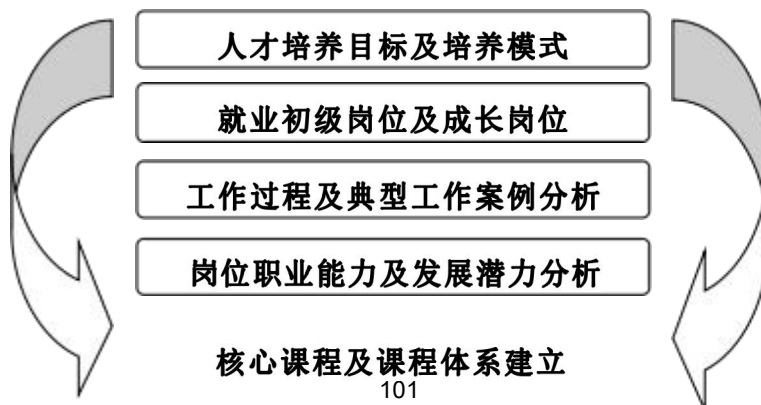 人才培养目标及培养模式
就业初级岗位及成长岗位
工作过程及典型工作案例分析
岗位职业能力及发展潜力分析
核心课程及课程体系建立
101